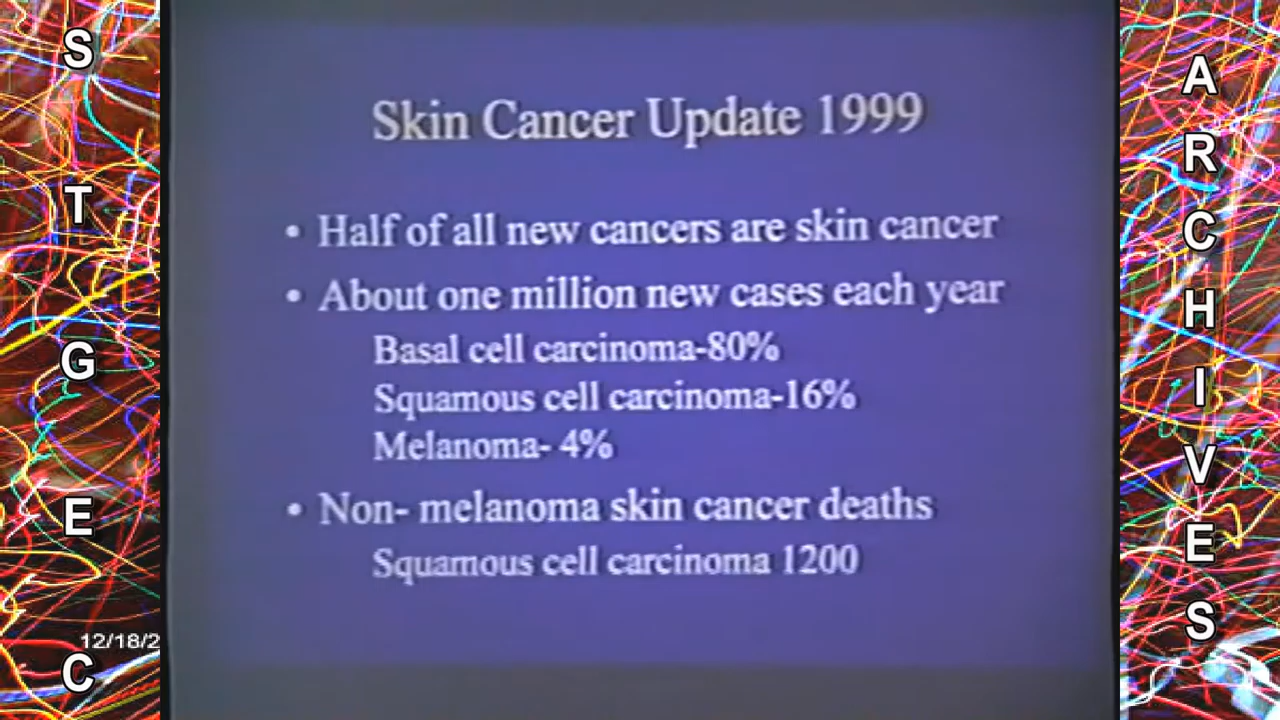 STGEC
Skin Cancer Update 1999
• Half of all new cancers are skin cancer
• About one million new cases each year
Basal cell carcinoma-80%
Squamous cell carcinoma-16%
Melanoma- 4%
• Non- melanoma skin cancer deaths
Squamous cell carcinoma 1200
12/18/2
ARCHIVES